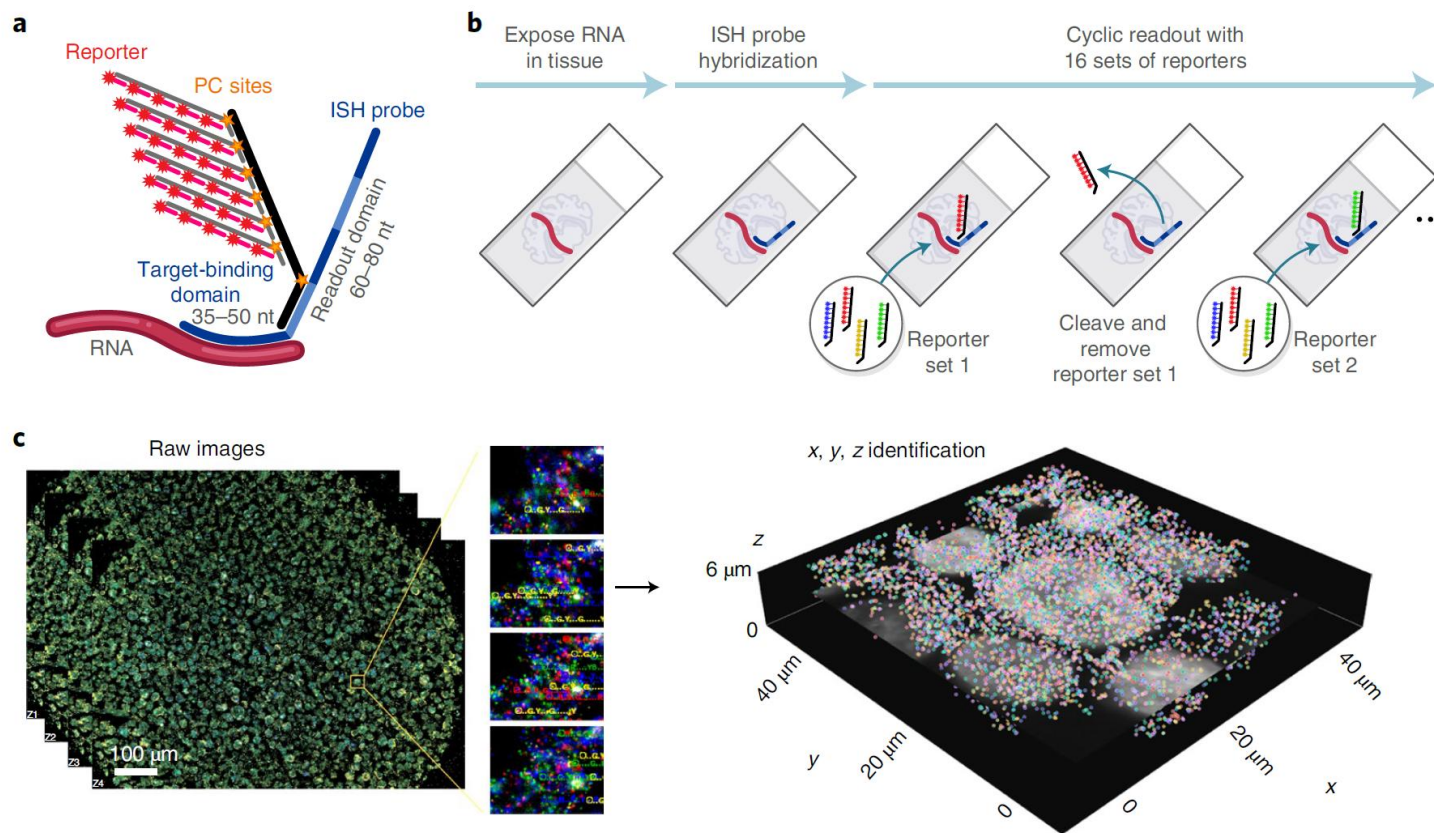 a
Reporter
PC sites
ISH probe
Target-binding
domain
35–50 nt
Readout domain
60–80 nt
RNA
b
Expose RNA
in tissue
ISH probe
hybridization
Cyclic readout with
16 sets of reporters
Reporter
set 1
Cleave and
remove
reporter set 1
Reporter
set 2
c
Raw images
Z1
Z2
Z3
Z4
100 μm
x, y, z identification
z
6 μm
0
40 μm
y
20 μm
0
0
20 μm
x
40 μm